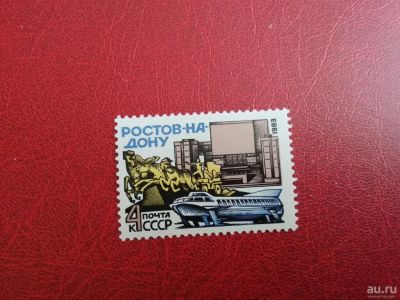 РОСТОВ-НА-
ДОНУ
1983
4 ПОЧТА
К СССР
au.ru